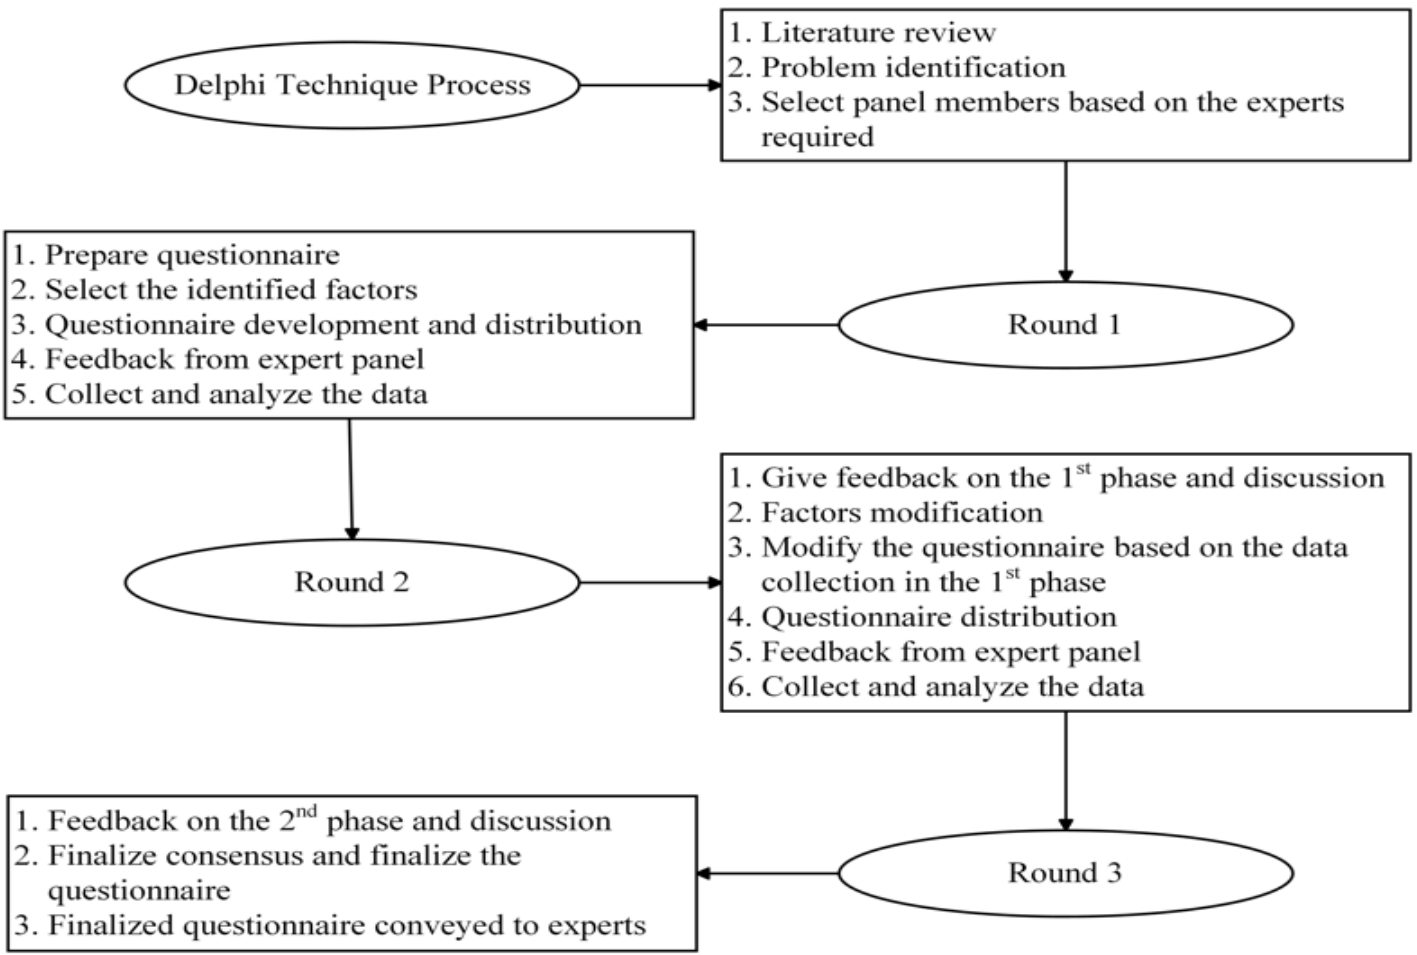 Delphi Technique Process
1. Literature review
2. Problem identification
3. Select panel members based on the experts
required
Round 1
1. Prepare questionnaire
2. Select the identified factors
3. Questionnaire development and distribution
4. Feedback from expert panel
5. Collect and analyze the data
Round 2
1. Give feedback on the 1st phase and discussion
2. Factors modification
3. Modify the questionnaire based on the data
collection in the 1st phase
4. Questionnaire distribution
5. Feedback from expert panel
6. Collect and analyze the data
Round 3
1. Feedback on the 2nd phase and discussion
2. Finalize consensus and finalize the
questionnaire
3. Finalized questionnaire conveyed to experts